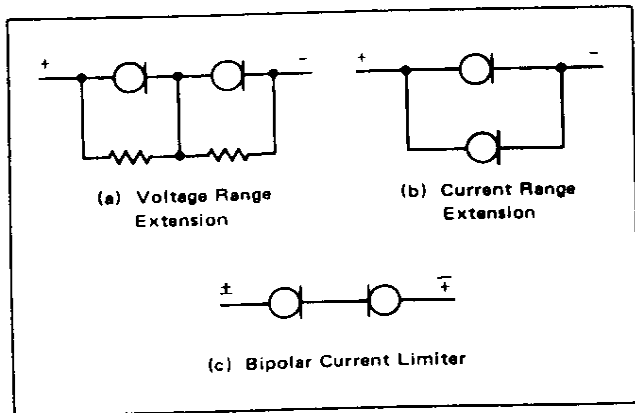 + -
+ -
(a) Voltage Range
Extension
(b) Current Range
Extension
± ∓
(c) Bipolar Current Limiter